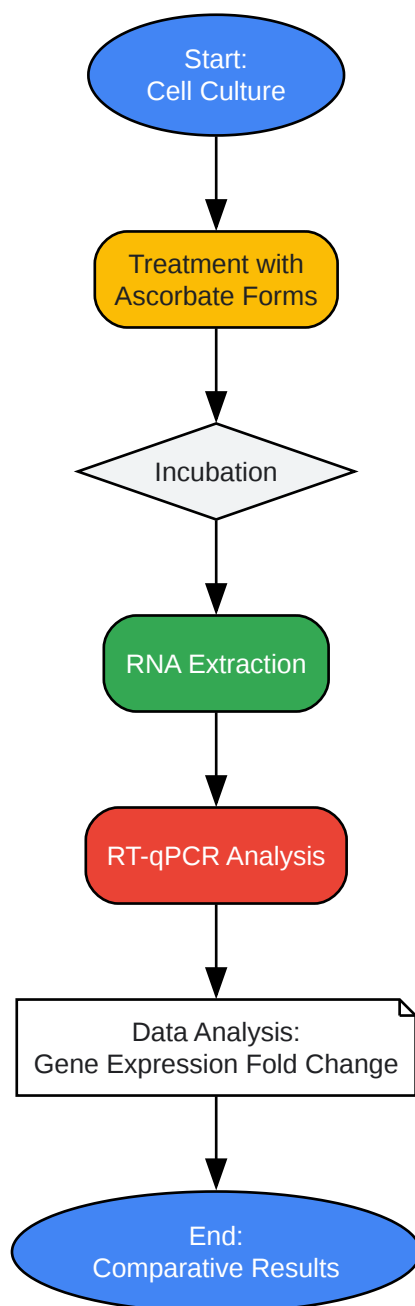 Start:
Cell Culture
Treatment with
Ascorbate Forms
Incubation
RNA Extraction
RT-qPCR Analysis
Data Analysis:
Gene Expression Fold Change
End:
Comparative Results